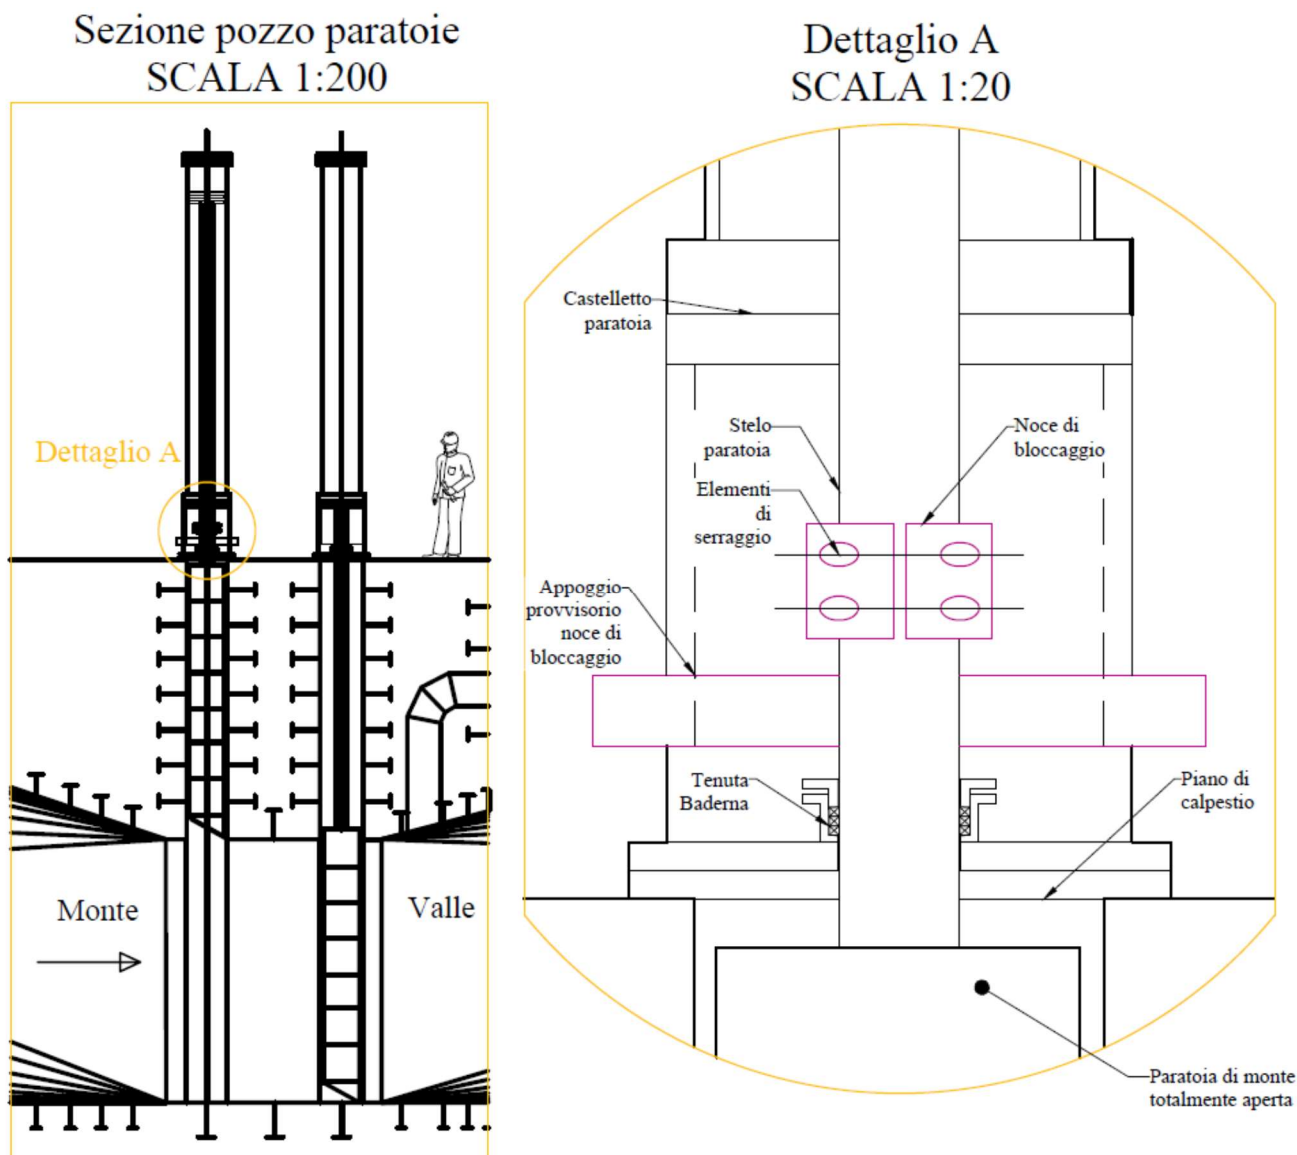 Sezione pozzo paratoie
SCALA 1:200
Dettaglio A
Monte
Valle
Dettaglio A
SCALA 1:20
Castelletto
paratoia
Stelo
paratoia
Noce di
bloccaggio
Elementi
di
serraggio
Appoggio
provvisorio
noce di
bloccaggio
Tenuta
Baderna
Piano di
calpestio
Paratoia di monte
totalmente aperta